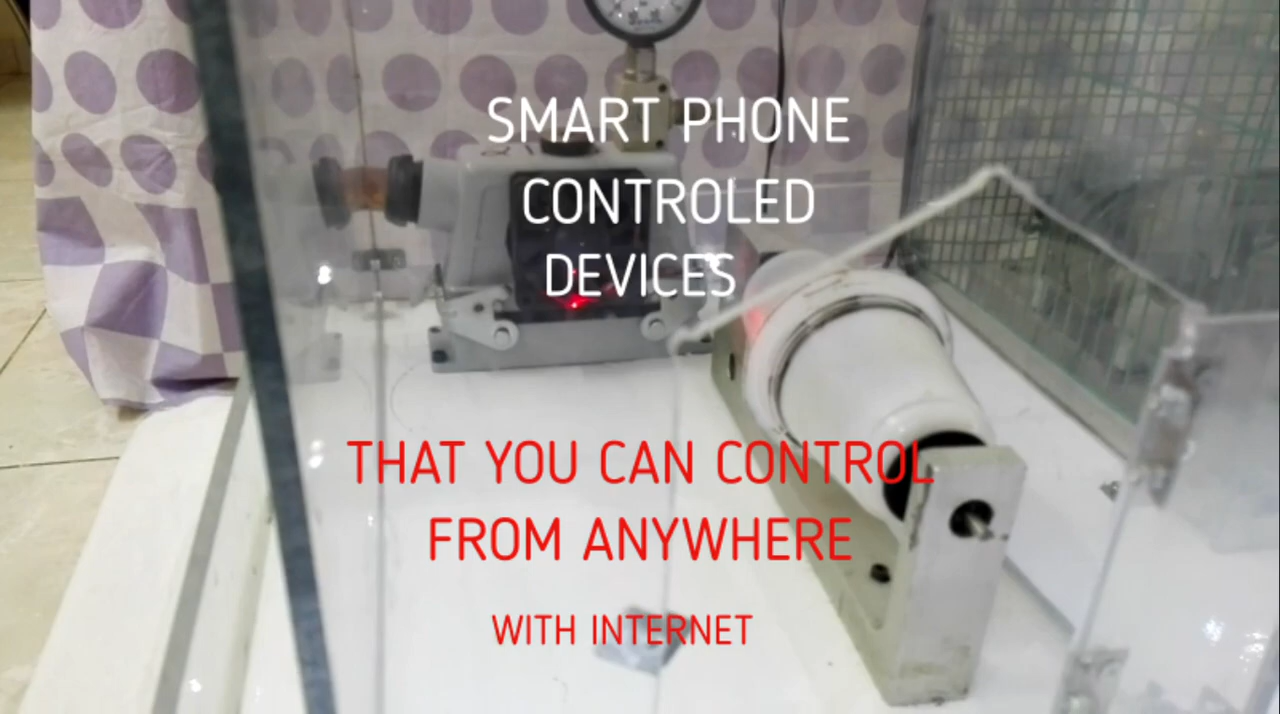 SMART PHONE
CONTROLED
DEVICES
THAT YOU CAN CONTROL
FROM ANYWHERE
WITH INTERNET